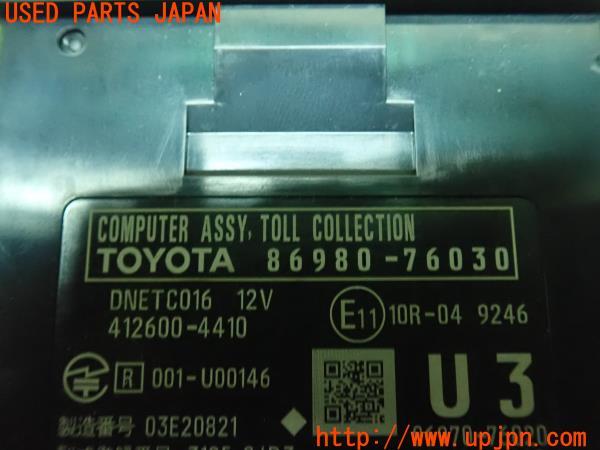 USED PARTS JAPAN
COMPUTER ASSY, TOLL COLLECTION
TOYOTA 86980-76030
DNETC016 12V
412600-4410
E11 10R-04 9246
R 001-U00146
U3
製造番号 03E20821
http://www.upjpn.com/